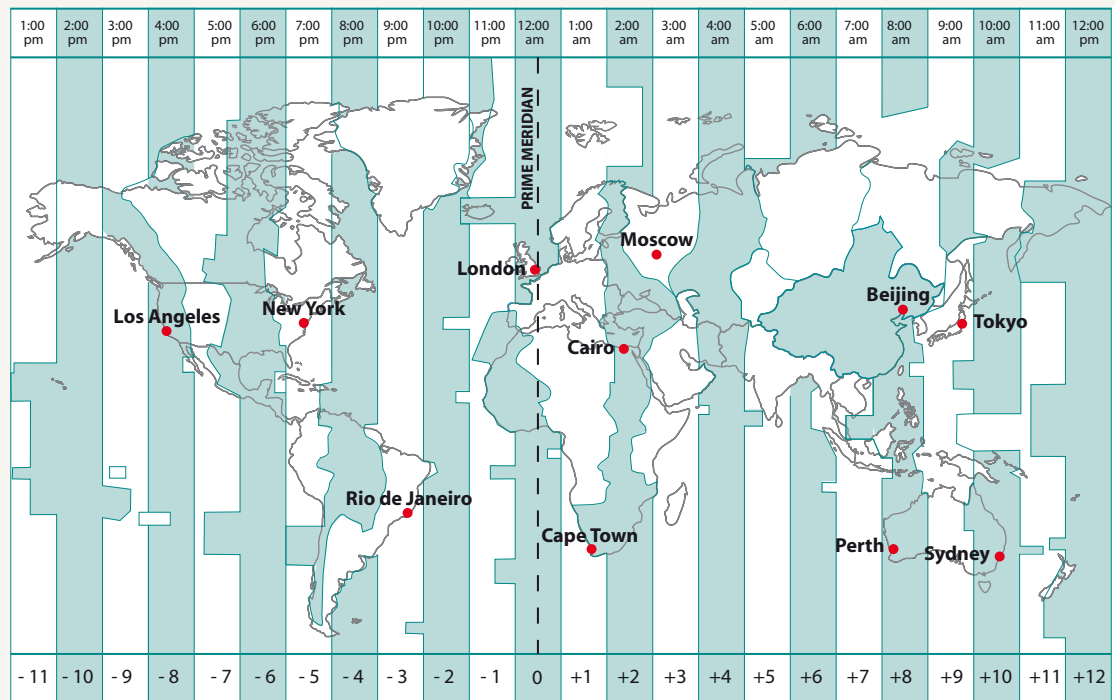 1:00 2:00 3:00 4:00 5:00 6:00 7:00 8:00 9:00 10:00 11:00 12:00 1:00 2:00 3:00 4:00 5:00 6:00 7:00 8:00 9:00 10:00 11:00 12:00
pm pm pm pm pm pm pm pm pm pm pm am am am am am am am am am am am am pm
PRIME MERIDIAN
Moscow
London
Beijing
New York
Los Angeles
Tokyo
Cairo
Rio de Janeiro
Cape Town
Perth
Sydney
- 11 - 10 - 9 - 8 - 7 - 6 - 5 - 4 - 3 - 2 - 1 0 +1 +2 +3 +4 +5 +6 +7 +8 +9 +10 +11 +12